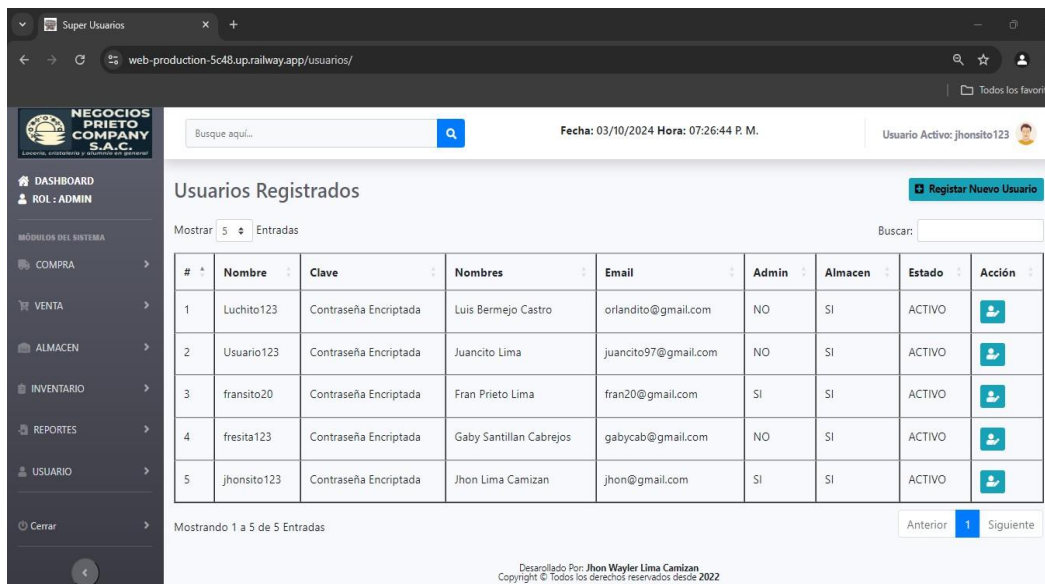 Super Usuarios
web-production-5c48.up.railway.app/usuarios/
Todos los favorit
NEGOCIOS
PRIETO
COMPANY
S.A.C.
Locería, cristalería y aluminio en general
Busque aquí...
Fecha: 03/10/2024 Hora: 07:26:44 P. M.
Usuario Activo: jhonsito123
DASHBOARD
ROL : ADMIN
MÓDULOS DEL SISTEMA
COMPRA
VENTA
ALMACEN
INVENTARIO
REPORTES
USUARIO
Cerrar
Usuarios Registrados
Registar Nuevo Usuario
Mostrar 5 Entradas
Buscar:
# Nombre Clave Nombres Email Admin Almacen Estado Acción
1 Luchito123 Contraseña Encriptada Luis Bermejo Castro orlandito@gmail.com NO SI ACTIVO
2 Usuario123 Contraseña Encriptada Juancito Lima juancito97@gmail.com NO SI ACTIVO
3 fransito20 Contraseña Encriptada Fran Prieto Lima fran20@gmail.com SI SI ACTIVO
4 fresita123 Contraseña Encriptada Gaby Santillan Cabrejos gabycab@gmail.com NO SI ACTIVO
5 jhonsito123 Contraseña Encriptada Jhon Lima Camizan jhon@gmail.com SI SI ACTIVO
Mostrando 1 a 5 de 5 Entradas
Anterior 1 Siguiente
Desarollado Por: Jhon Wayler Lima Camizan
Copyright © Todos los derechos reservados desde 2022